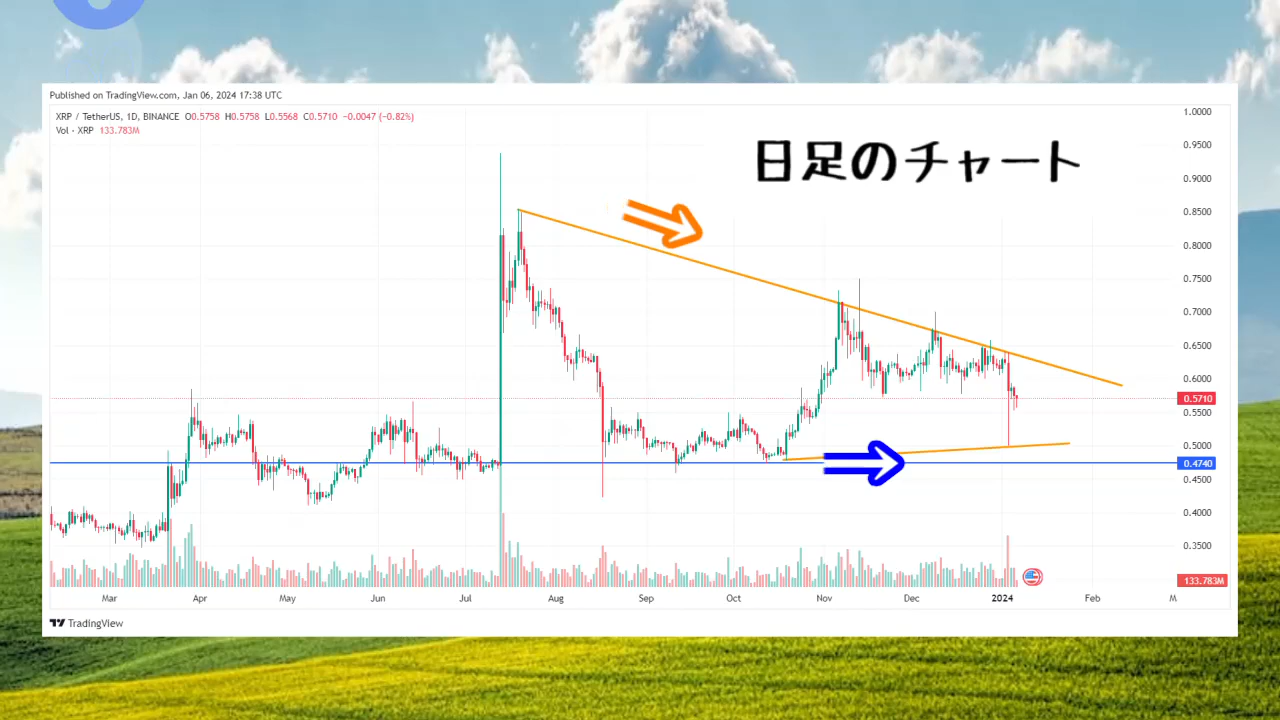 Published on TradingView.com, Jan 06, 2024 17:38 UTC
XRP / TetherUS, 1D, BINANCE O0.5758 H0.5758 L0.5568 C0.5710 −0.0047 (−0.82%)
Vol · XRP 133.783M
日足のチャート
1.0000
0.9500
0.9000
0.8500
0.8000
0.7500
0.7000
0.6500
0.6000
0.5710
0.5500
0.5000
0.4740
0.4500
0.4000
0.3500
133.783M
Mar Apr May Jun Jul Aug Sep Oct Nov Dec 2024 Feb M
TradingView